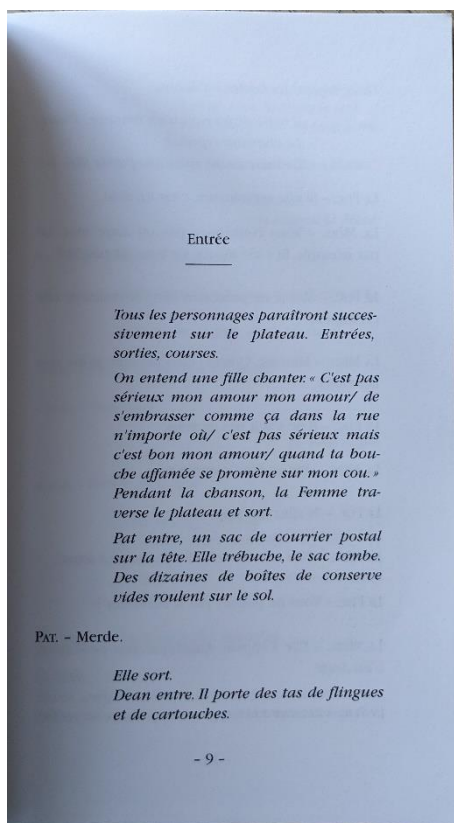 Entrée
Tous les personnages paraîtront succes-
sivement sur le plateau. Entrées,
sorties, courses.
On entend une fille chanter. « C'est pas
sérieux mon amour mon amour/ de
s'embrasser comme ça dans la rue
n'importe où/ c'est pas sérieux mais
c'est bon mon amour/ quand ta bou-
che affamée se promène sur mon cou. »
Pendant la chanson, la Femme tra-
verse le plateau et sort.
Pat entre, un sac de courrier postal
sur la tête. Elle trébuche, le sac tombe.
Des dizaines de boîtes de conserve
vides roulent sur le sol.
PAT. – Merde.
Elle sort.
Dean entre. Il porte des tas de flingues
et de cartouches.
- 9 -